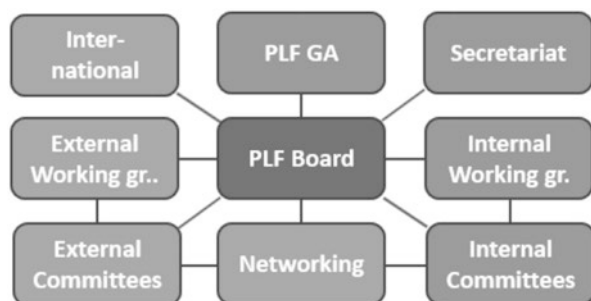 Inter-
national
PLF GA
Secretariat
External
Working gr..
PLF Board
Internal
Working gr.
External
Committees
Networking
Internal
Committees